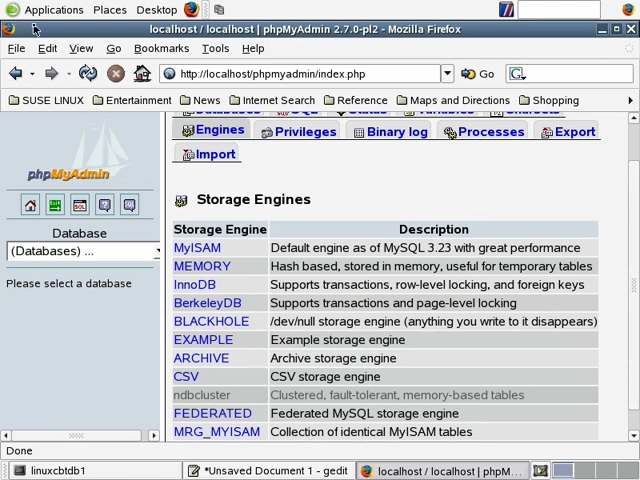 Applications Places Desktop
localhost / localhost | phpMyAdmin 2.7.0-pl2 - Mozilla Firefox
File Edit View Go Bookmarks Tools Help
http://localhost/phpmyadmin/index.php Go G
SUSE LINUX Entertainment News Internet Search Reference Maps and Directions Shopping
Databases SQL Status Variables Charsets
Engines Privileges Binary log Processes Export
Import
phpMyAdmin
SQL
Database
(Databases) ...
Please select a database
Storage Engines
Storage Engine Description
MyISAM Default engine as of MySQL 3.23 with great performance
MEMORY Hash based, stored in memory, useful for temporary tables
InnoDB Supports transactions, row-level locking, and foreign keys
BerkeleyDB Supports transactions and page-level locking
BLACKHOLE /dev/null storage engine (anything you write to it disappears)
EXAMPLE Example storage engine
ARCHIVE Archive storage engine
CSV CSV storage engine
ndbcluster Clustered, fault-tolerant, memory-based tables
FEDERATED Federated MySQL storage engine
MRG_MYISAM Collection of identical MyISAM tables
Done
linuxcbtdb1 *Unsaved Document 1 - gedit localhost / localhost | phpM...